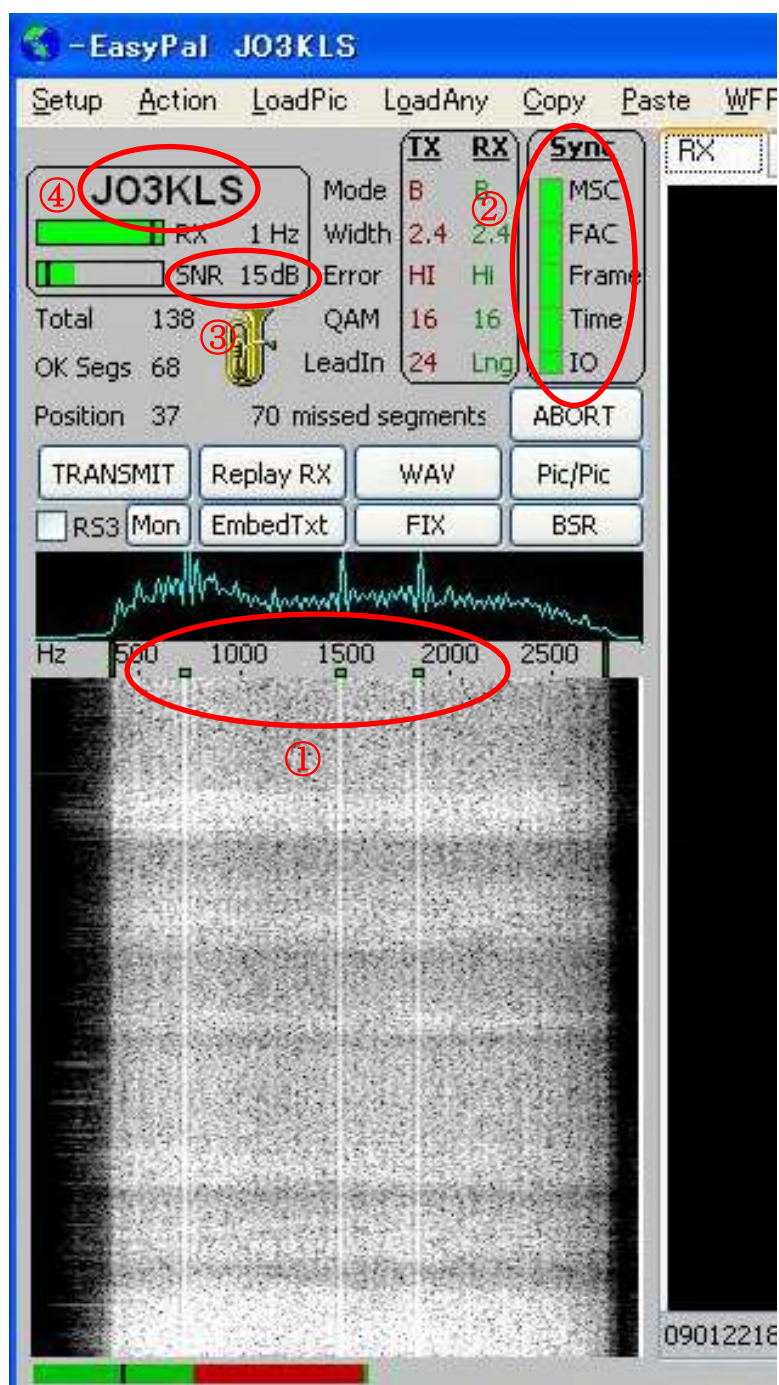 - EasyPal JO3KLS
Setup Action LoadPic LoadAny Copy Paste
TX RX Sync RX
④ JO3KLS Mode B MSC
② 
RX 1 Hz Width 2.4 2.4 FAC
SNR 15dB Error HI Hi Frame
Total 138 ③ QAM 16 16 Time
OK Segs 68 LeadIn 24 Lng IO
Position 37 70 missed segments ABORT
TRANSMIT Replay RX WAV Pic/Pic
RS3 Mon EmbedTxt FIX BSR
Hz 500 1000 1500 2000 2500
①
09012218